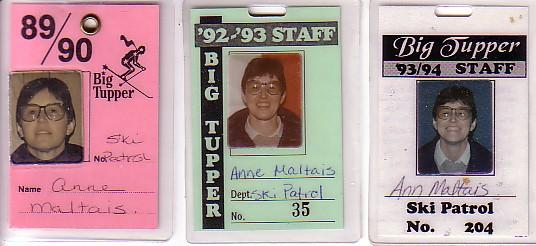 89/90
Big
Tupper
Ski
No. Patrol
Name anne
maltais.
'92-'93 STAFF
BIG TUPPER
Anne Maltais
Dept. Ski Patrol
No. 35
Big Tupper
'93/94 STAFF
Ann Maltais
Ski Patrol
No. 204